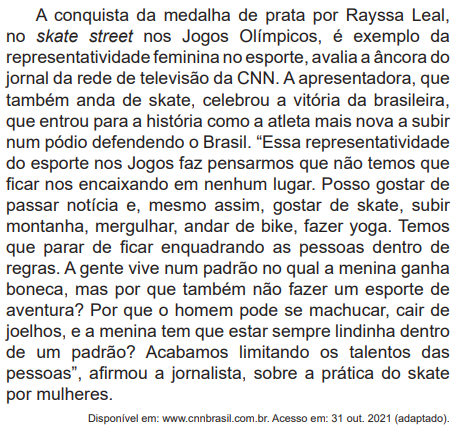 A conquista da medalha de prata por Rayssa Leal,
no skate street nos Jogos Olímpicos, é exemplo da
representatividade feminina no esporte, avalia a âncora do
jornal da rede de televisão da CNN. A apresentadora, que
também anda de skate, celebrou a vitória da brasileira,
que entrou para a história como a atleta mais nova a subir
num pódio defendendo o Brasil. “Essa representatividade
do esporte nos Jogos faz pensarmos que não temos que
ficar nos encaixando em nenhum lugar. Posso gostar de
passar notícia e, mesmo assim, gostar de skate, subir
montanha, mergulhar, andar de bike, fazer yoga. Temos
que parar de ficar enquadrando as pessoas dentro de
regras. A gente vive num padrão no qual a menina ganha
boneca, mas por que também não fazer um esporte de
aventura? Por que o homem pode se machucar, cair de
joelhos, e a menina tem que estar sempre lindinha dentro
de um padrão? Acabamos limitando os talentos das
pessoas”, afirmou a jornalista, sobre a prática do skate
por mulheres.
Disponível em: www.cnnbrasil.com.br. Acesso em: 31 out. 2021 (adaptado).